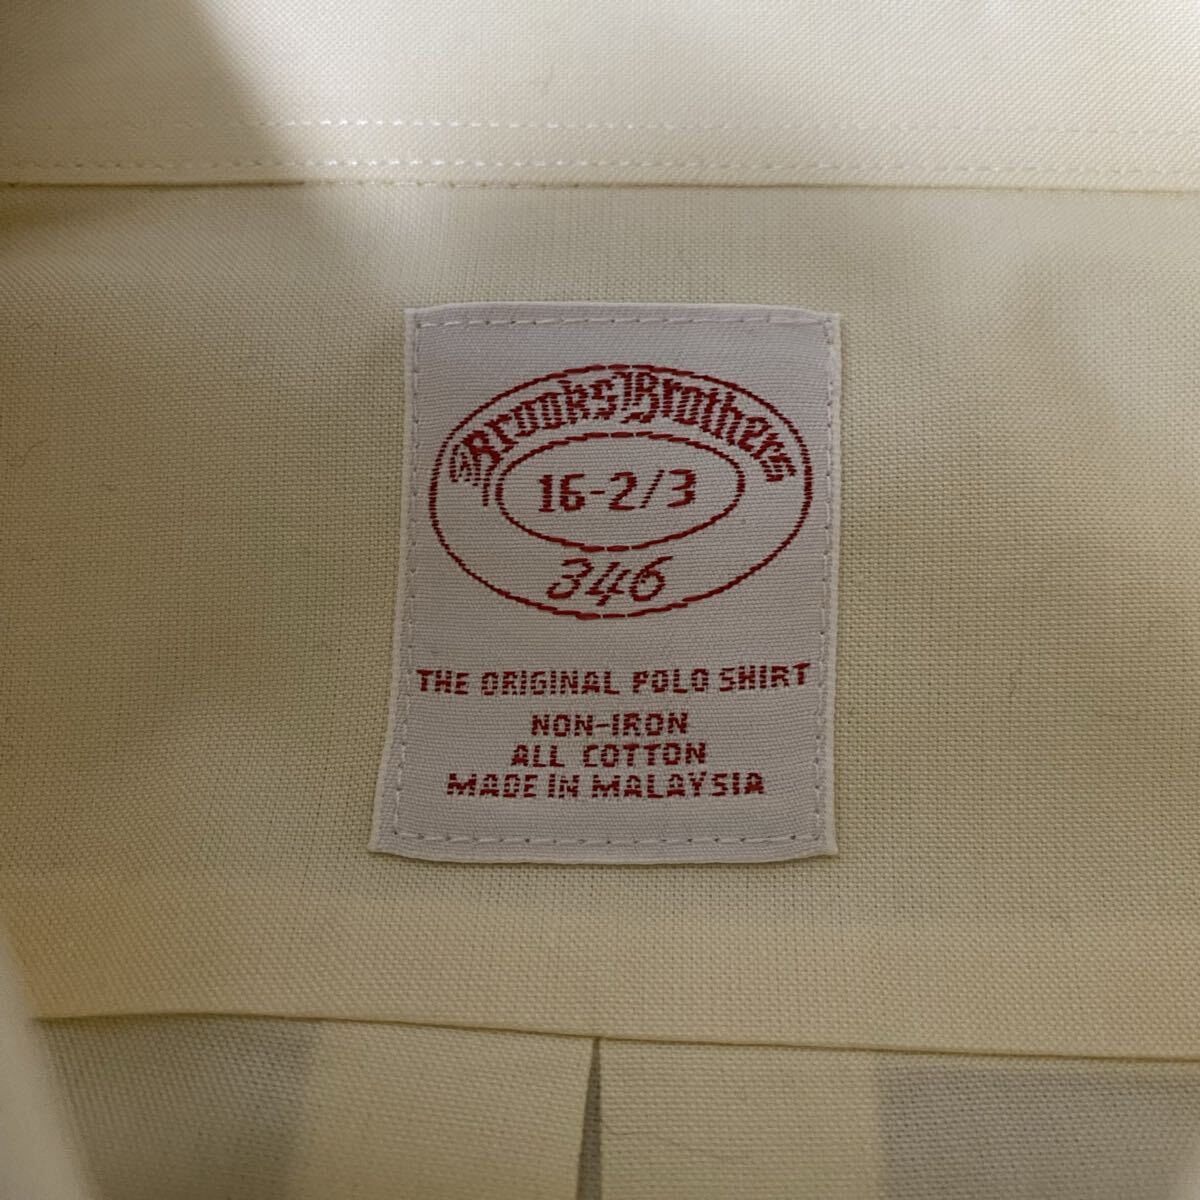 Brooks Brothers
16-2/3
346
THE ORIGINAL POLO SHIRT
NON-IRON
ALL COTTON
MADE IN MALAYSIA